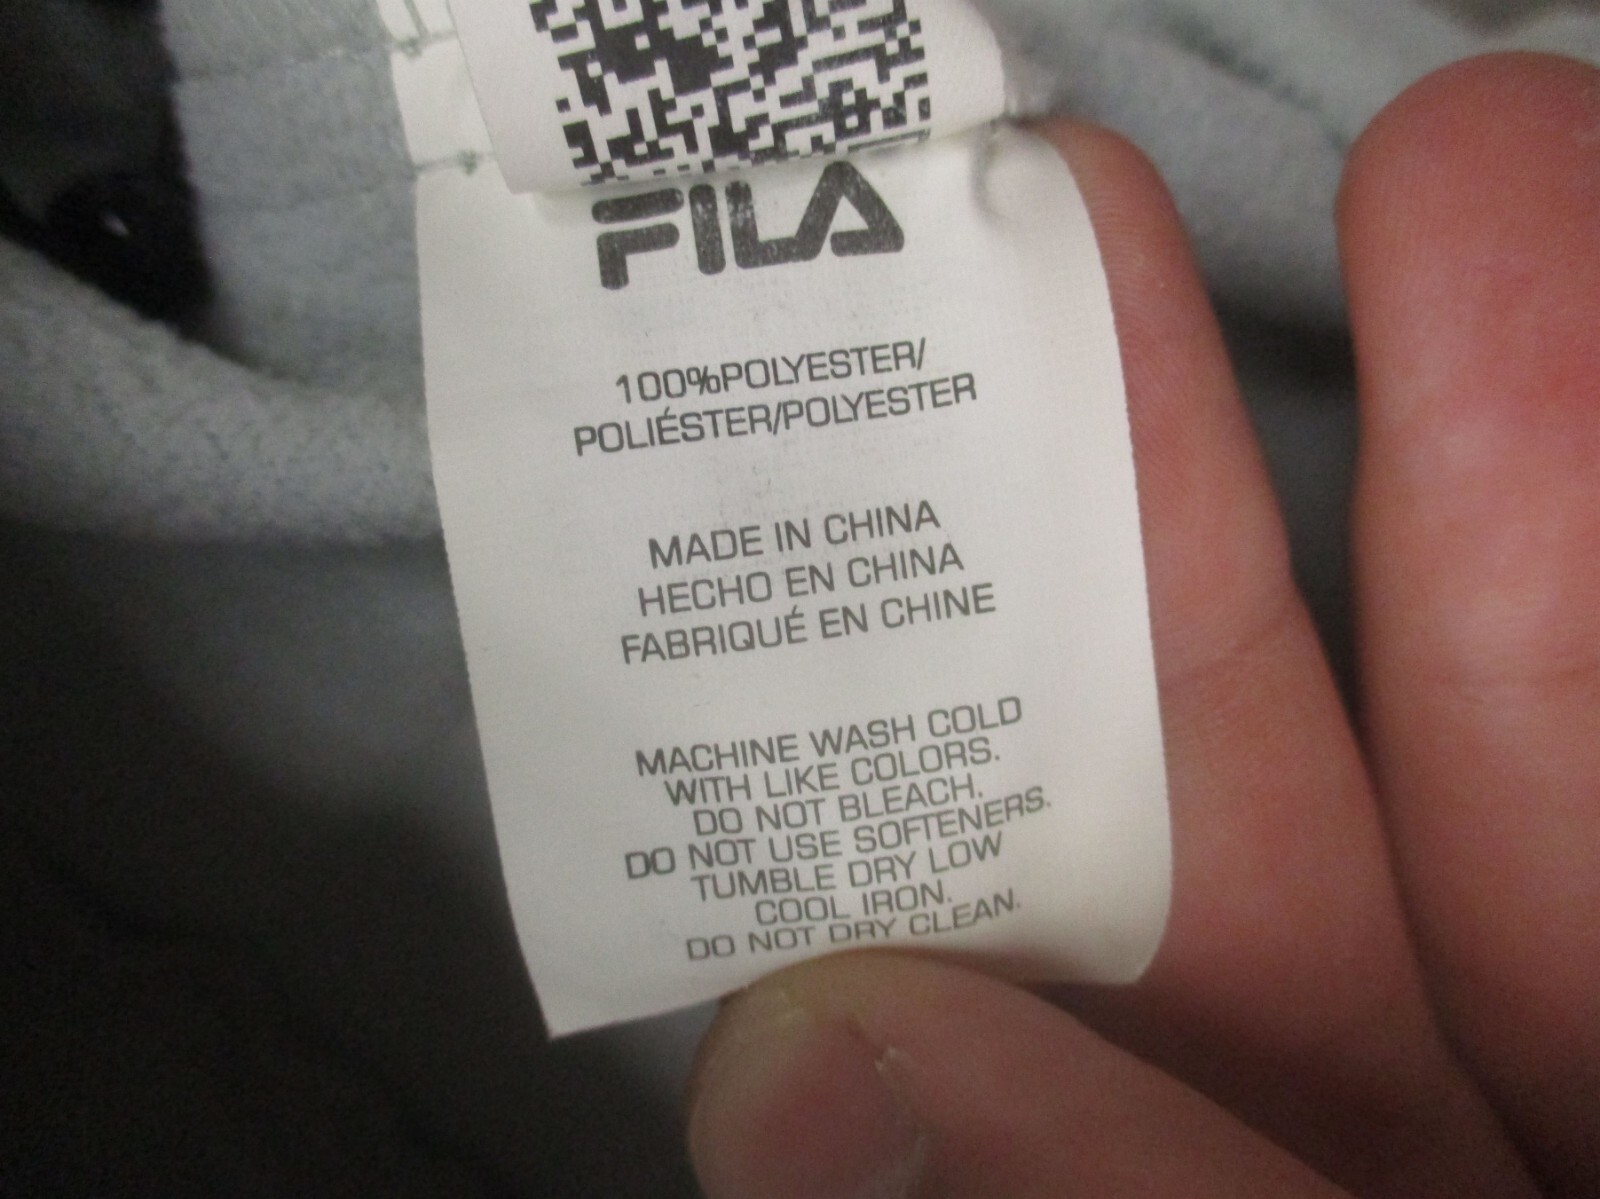 FILA
100%POLYESTER/
POLIÉSTER/POLYESTER
MADE IN CHINA
HECHO EN CHINA
FABRIQUÉ EN CHINE
MACHINE WASH COLD
WITH LIKE COLORS.
DO NOT BLEACH.
DO NOT USE SOFTENERS.
TUMBLE DRY LOW
COOL IRON.
DO NOT DRY CLEAN.